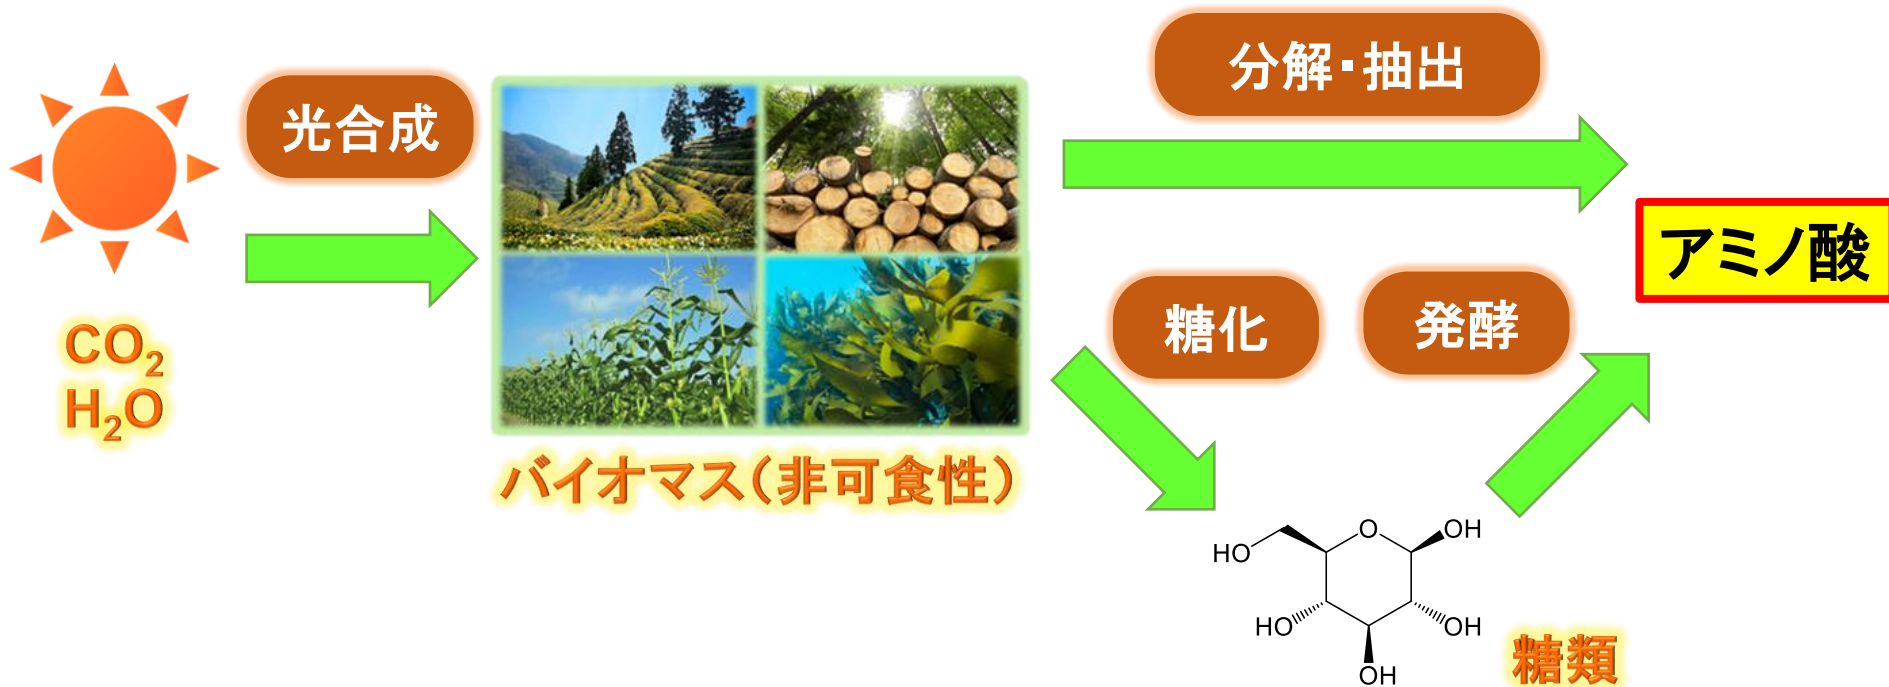 光合成
CO₂
H₂O
バイオマス（非可食性）
分解・抽出
糖化
発酵
アミノ酸
O
OH
HO
HO
OH
OH
糖類